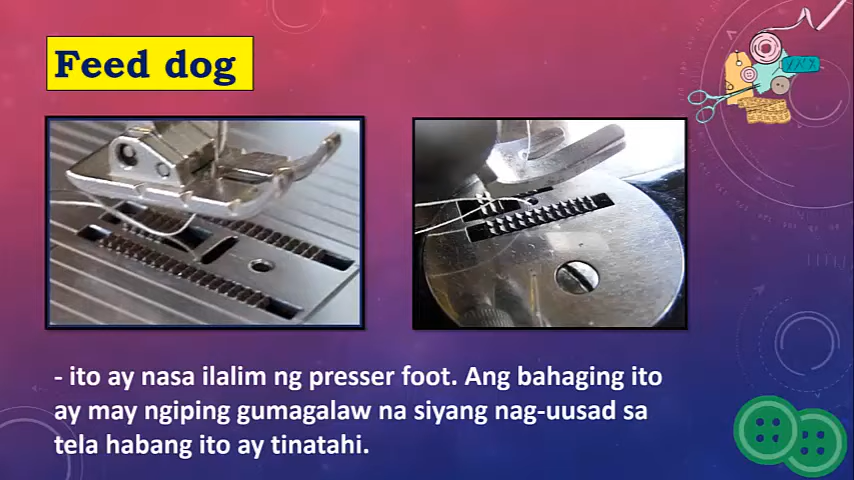 Feed dog
- ito ay nasa ilalim ng presser foot. Ang bahaging ito
ay may ngiping gumagalaw na siyang nag-uusad sa
tela habang ito ay tinatahi.